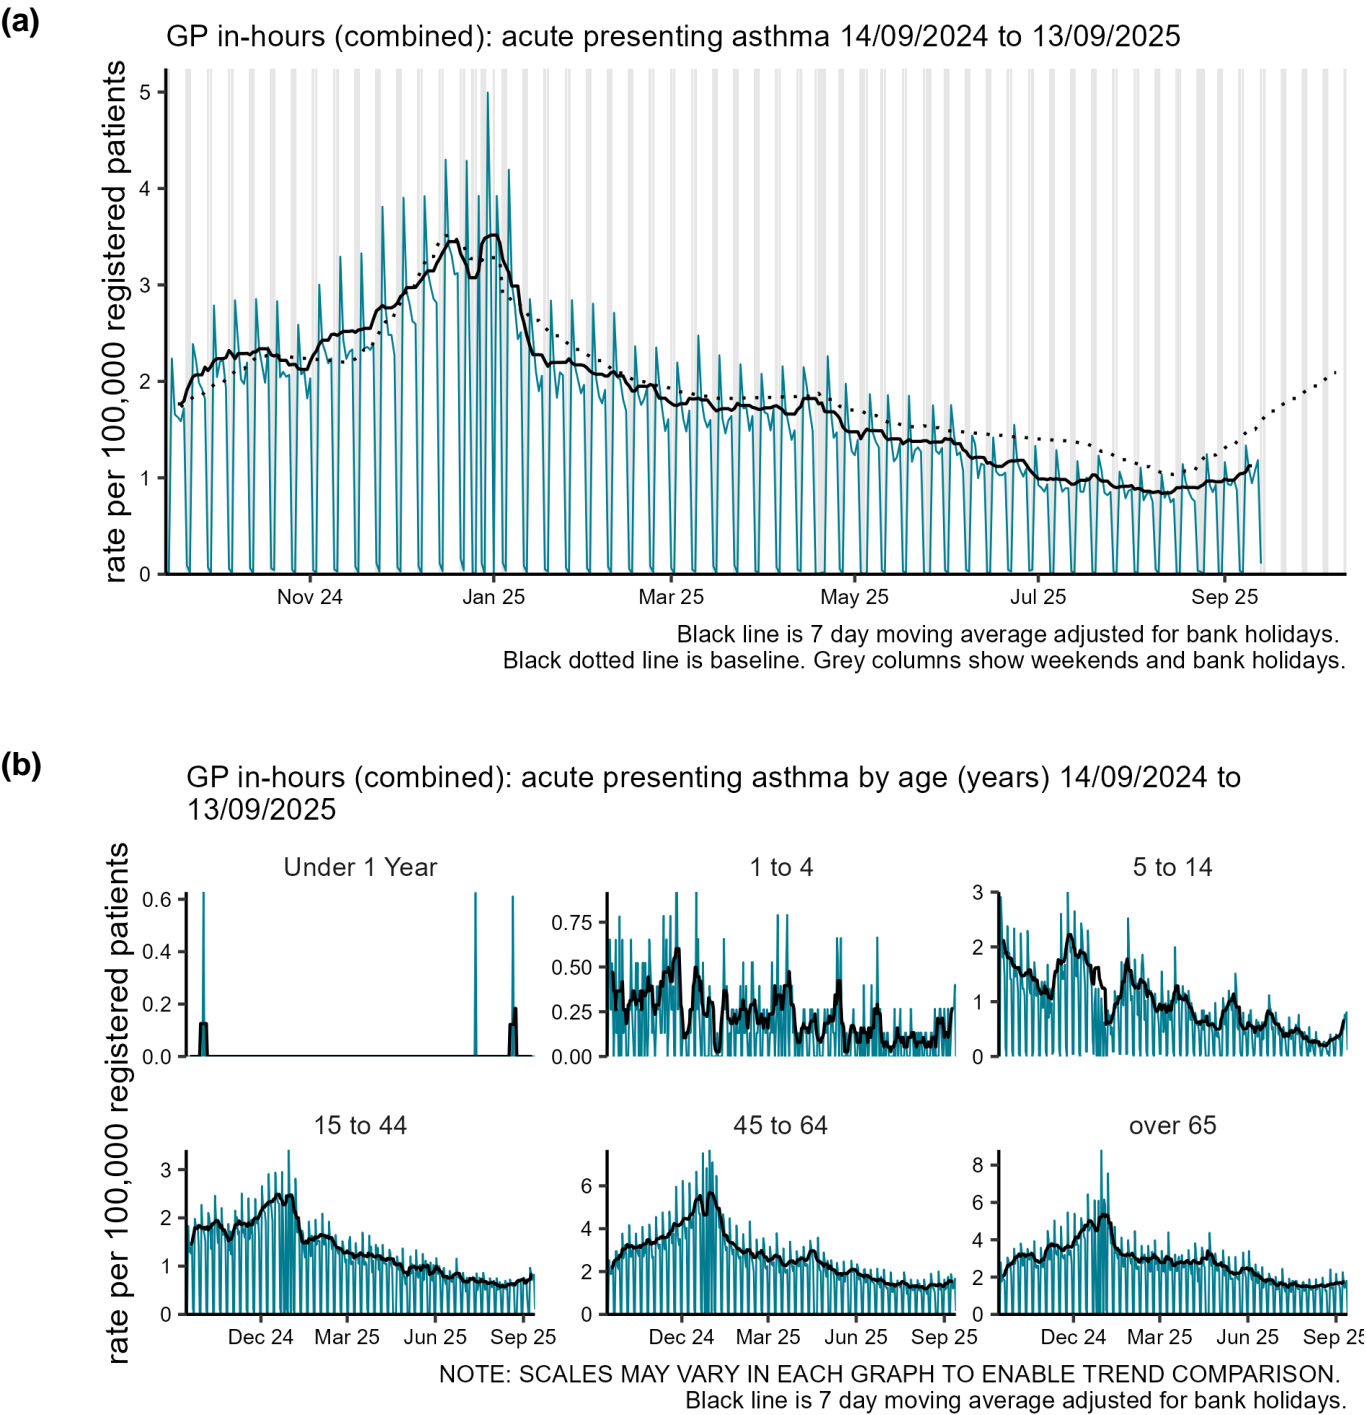 (a)
GP in-hours (combined): acute presenting asthma 14/09/2024 to 13/09/2025
rate per 100,000 registered patients
5
4
3
2
1
0
Nov 24 Jan 25 Mar 25 May 25 Jul 25 Sep 25
Black line is 7 day moving average adjusted for bank holidays.
Black dotted line is baseline. Grey columns show weekends and bank holidays.
(b)
GP in-hours (combined): acute presenting asthma by age (years) 14/09/2024 to
13/09/2025
rate per 100,000 registered patients
Under 1 Year
0.6
0.4
0.2
0.0
1 to 4
0.75
0.50
0.25
0.00
5 to 14
3
2
1
0
15 to 44
3
2
1
0
Dec 24 Mar 25 Jun 25 Sep 25
45 to 64
6
4
2
0
Dec 24 Mar 25 Jun 25 Sep 25
over 65
8
6
4
2
0
Dec 24 Mar 25 Jun 25 Sep 25
NOTE: SCALES MAY VARY IN EACH GRAPH TO ENABLE TREND COMPARISON.
Black line is 7 day moving average adjusted for bank holidays.